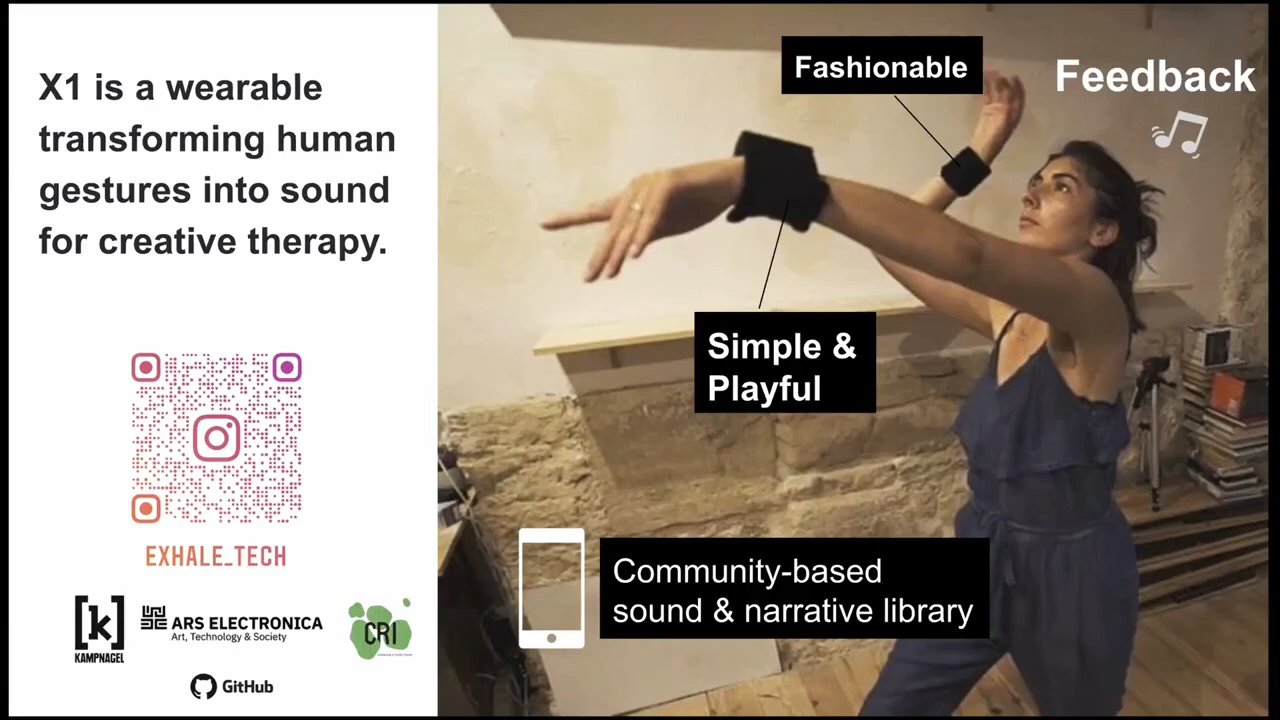 X1 is a wearable
transforming human
gestures into sound
for creative therapy.
EXHALE_TECH
[k]
KAMPNAGEL
ARS ELECTRONICA
Art, Technology & Society
CRI
GitHub
Fashionable
Feedback
Simple &
Playful
Community-based
sound & narrative library